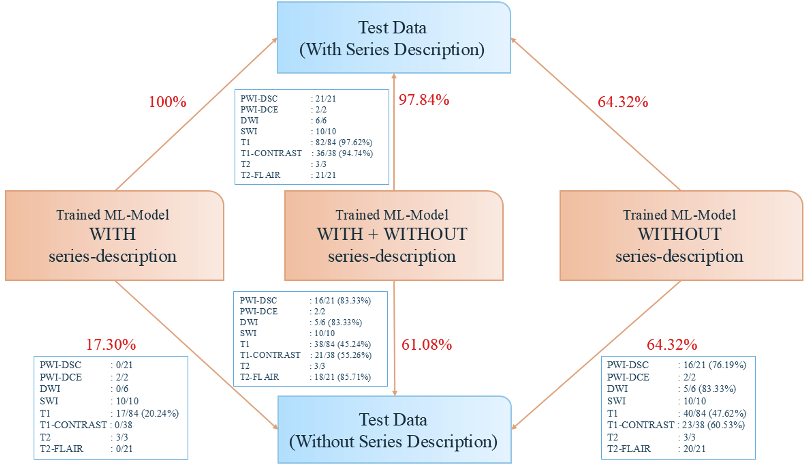 Test Data
(With Series Description)
100%
97.84%
64.32%
PWI-DSC : 21/21
PWI-DCE : 2/2
DWI : 6/6
SWI : 10/10
T1 : 82/84 (97.62%)
T1-CONTRAST : 36/38 (94.74%)
T2 : 3/3
T2-FLAIR : 21/21
Trained ML-Model
WITH
series-description
Trained ML-Model
WITH + WITHOUT
series-description
Trained ML-Model
WITHOUT
series-description
17.30%
PWI-DSC : 0/21
PWI-DCE : 2/2
DWI : 0/6
SWI : 10/10
T1 : 17/84 (20.24%)
T1-CONTRAST : 0/38
T2 : 3/3
T2-FLAIR : 0/21
PWI-DSC : 16/21 (83.33%)
PWI-DCE : 2/2
DWI : 5/6 (83.33%)
SWI : 10/10
T1 : 38/84 (45.24%)
T1-CONTRAST : 21/38 (55.26%)
T2 : 3/3
T2-FLAIR : 18/21 (85.71%)
61.08%
64.32%
PWI-DSC : 16/21 (76.19%)
PWI-DCE : 2/2
DWI : 5/6 (83.33%)
SWI : 10/10
T1 : 40/84 (47.62%)
T1-CONTRAST : 23/38 (60.53%)
T2 : 3/3
T2-FLAIR : 20/21
Test Data
(Without Series Description)